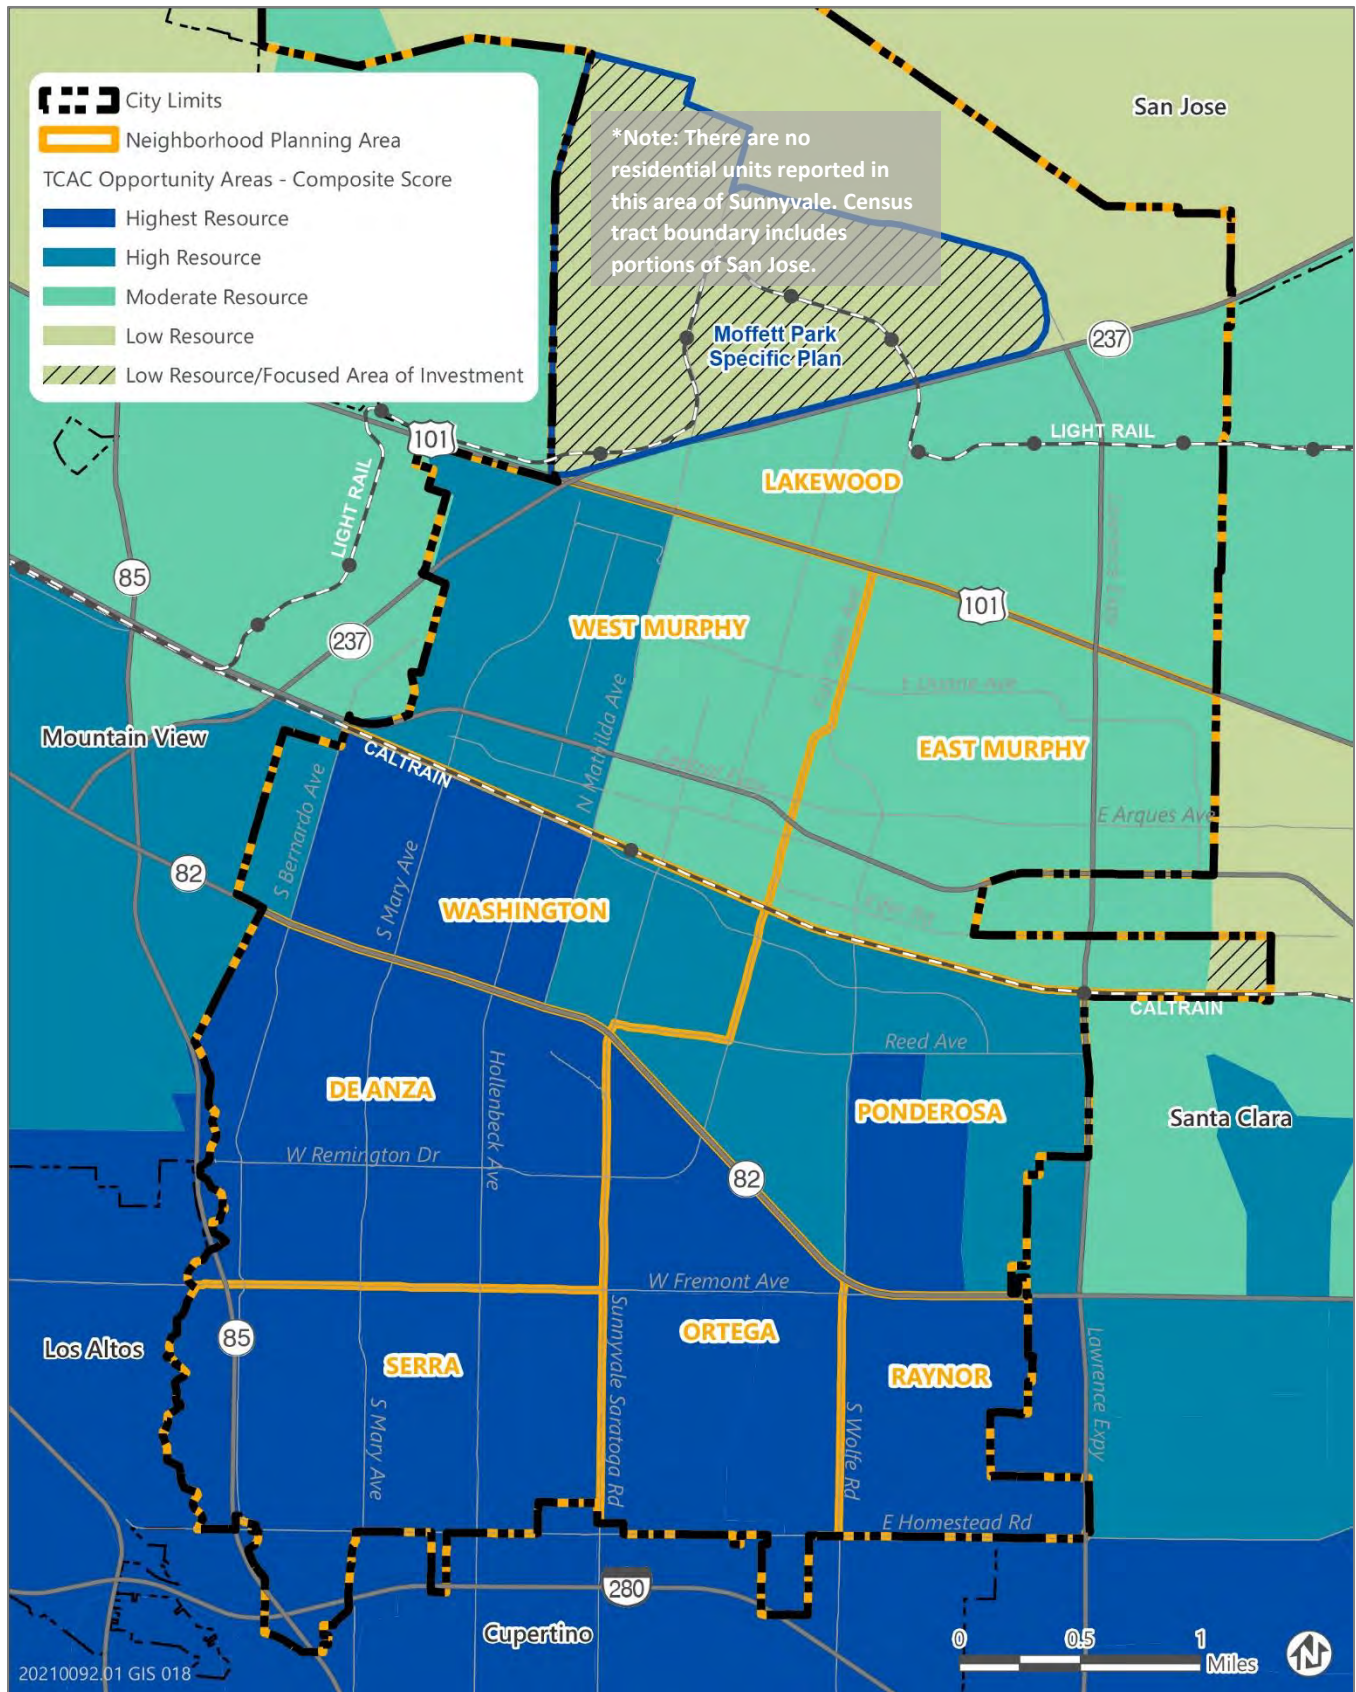 City Limits
Neighborhood Planning Area
TCAC Opportunity Areas - Composite Score
Highest Resource
High Resource
Moderate Resource
Low Resource
Low Resource/Focused Area of Investment
*Note: There are no
residential units reported in
this area of Sunnyvale. Census
tract boundary includes
portions of San Jose.
San Jose
Moffett Park
Specific Plan
237
LIGHT RAIL
101
LAKEWOOD
LIGHT RAIL
85
237
101
WEST MURPHY
E Duane Ave
Mountain View
CALTRAIN
N Mathilda Ave
EAST MURPHY
Central Expy
E Arques Ave
S Bernardo Ave
82
S Mary Ave
WASHINGTON
CALTRAIN
Reed Ave
Hollenbeck Ave
DE ANZA
PONDEROSA
Santa Clara
W Remington Dr
82
W Fremont Ave
Los Altos
85
SERRA
Sunnyvale Saratoga Rd
ORTEGA
RAYNOR
S Mary Ave
S Wolfe Rd
Lawrence Expy
E Homestead Rd
280
Cupertino
0 0.5 1
Miles
N
20210092.01 GIS 018